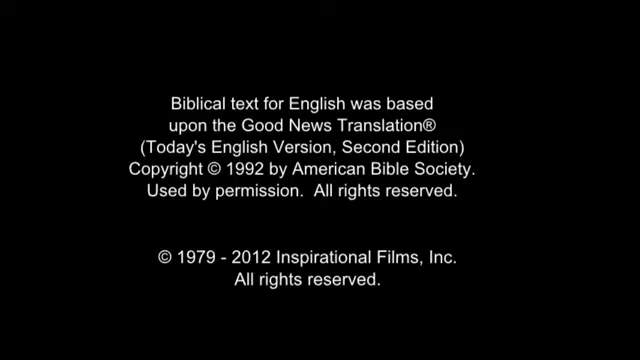 Biblical text for English was based
upon the Good News Translation®
(Today's English Version, Second Edition)
Copyright © 1992 by American Bible Society.
Used by permission.  All rights reserved.
© 1979 - 2012 Inspirational Films, Inc.
All rights reserved.